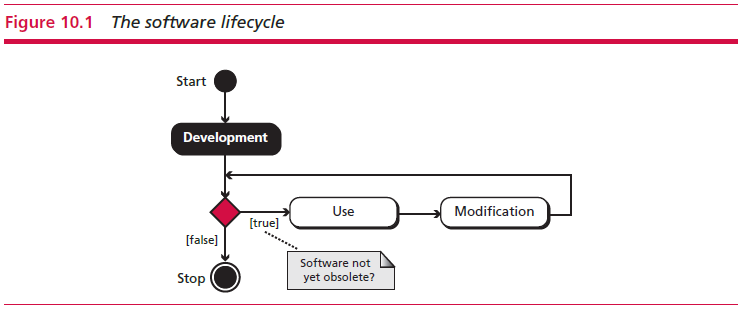 Figure 10.1 The software lifecycle
Start
Development
Use
Modification
[true]
[false]
Software not
yet obsolete?
Stop